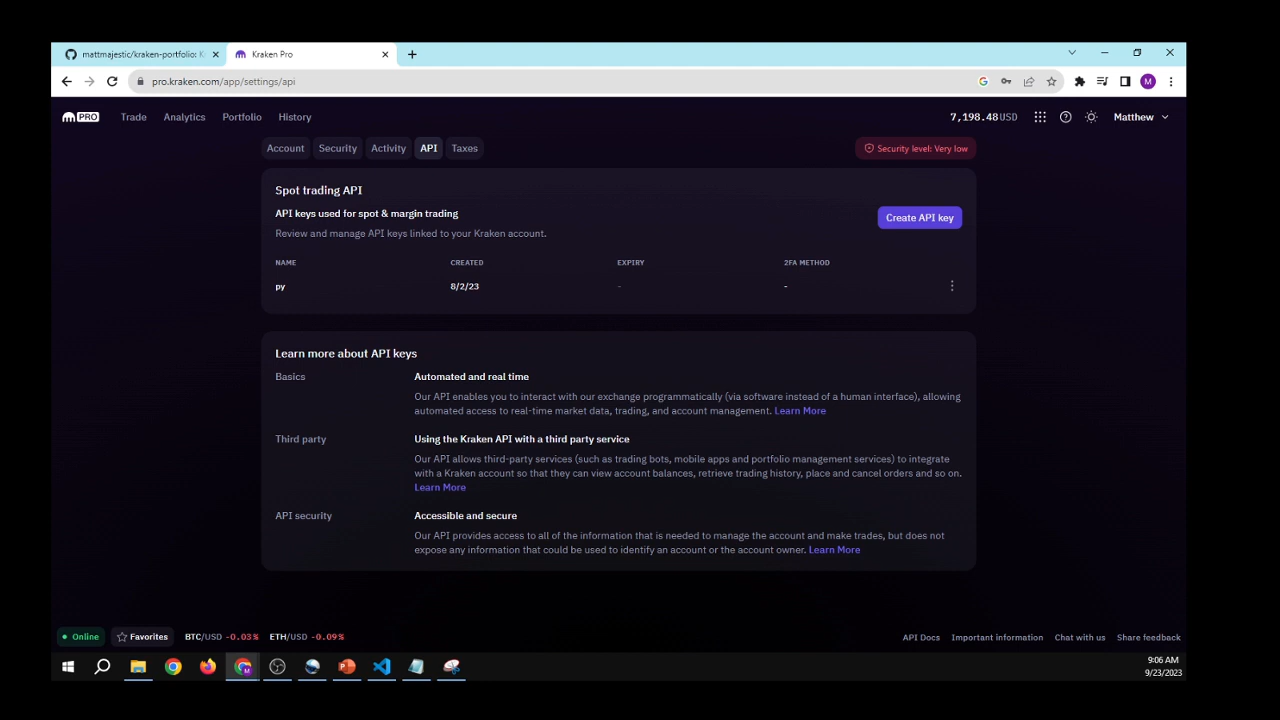 mattmajestic/kraken-portfolio: K
Kraken Pro
pro.kraken.com/app/settings/api
M
PRO
Trade
Analytics
Portfolio
History
7,198.48 USD
Matthew
Account
Security
Activity
API
Taxes
Security level: Very low
Spot trading API
API keys used for spot & margin trading
Create API key
Review and manage API keys linked to your Kraken account.
NAME CREATED EXPIRY 2FA METHOD
py 8/2/23 - -
Learn more about API keys
Basics
Automated and real time
Our API enables you to interact with our exchange programmatically (via software instead of a human interface), allowing
automated access to real-time market data, trading, and account management. Learn More
Third party
Using the Kraken API with a third party service
Our API allows third-party services (such as trading bots, mobile apps and portfolio management services) to integrate
with a Kraken account so that they can view account balances, retrieve trading history, place and cancel orders and so on.
Learn More
API security
Accessible and secure
Our API provides access to all of the information that is needed to manage the account and make trades, but does not
expose any information that could be used to identify an account or the account owner. Learn More
Online
Favorites
BTC/USD -0.03%
ETH/USD -0.09%
API Docs
Important information
Chat with us
Share feedback
9:06 AM
9/23/2023